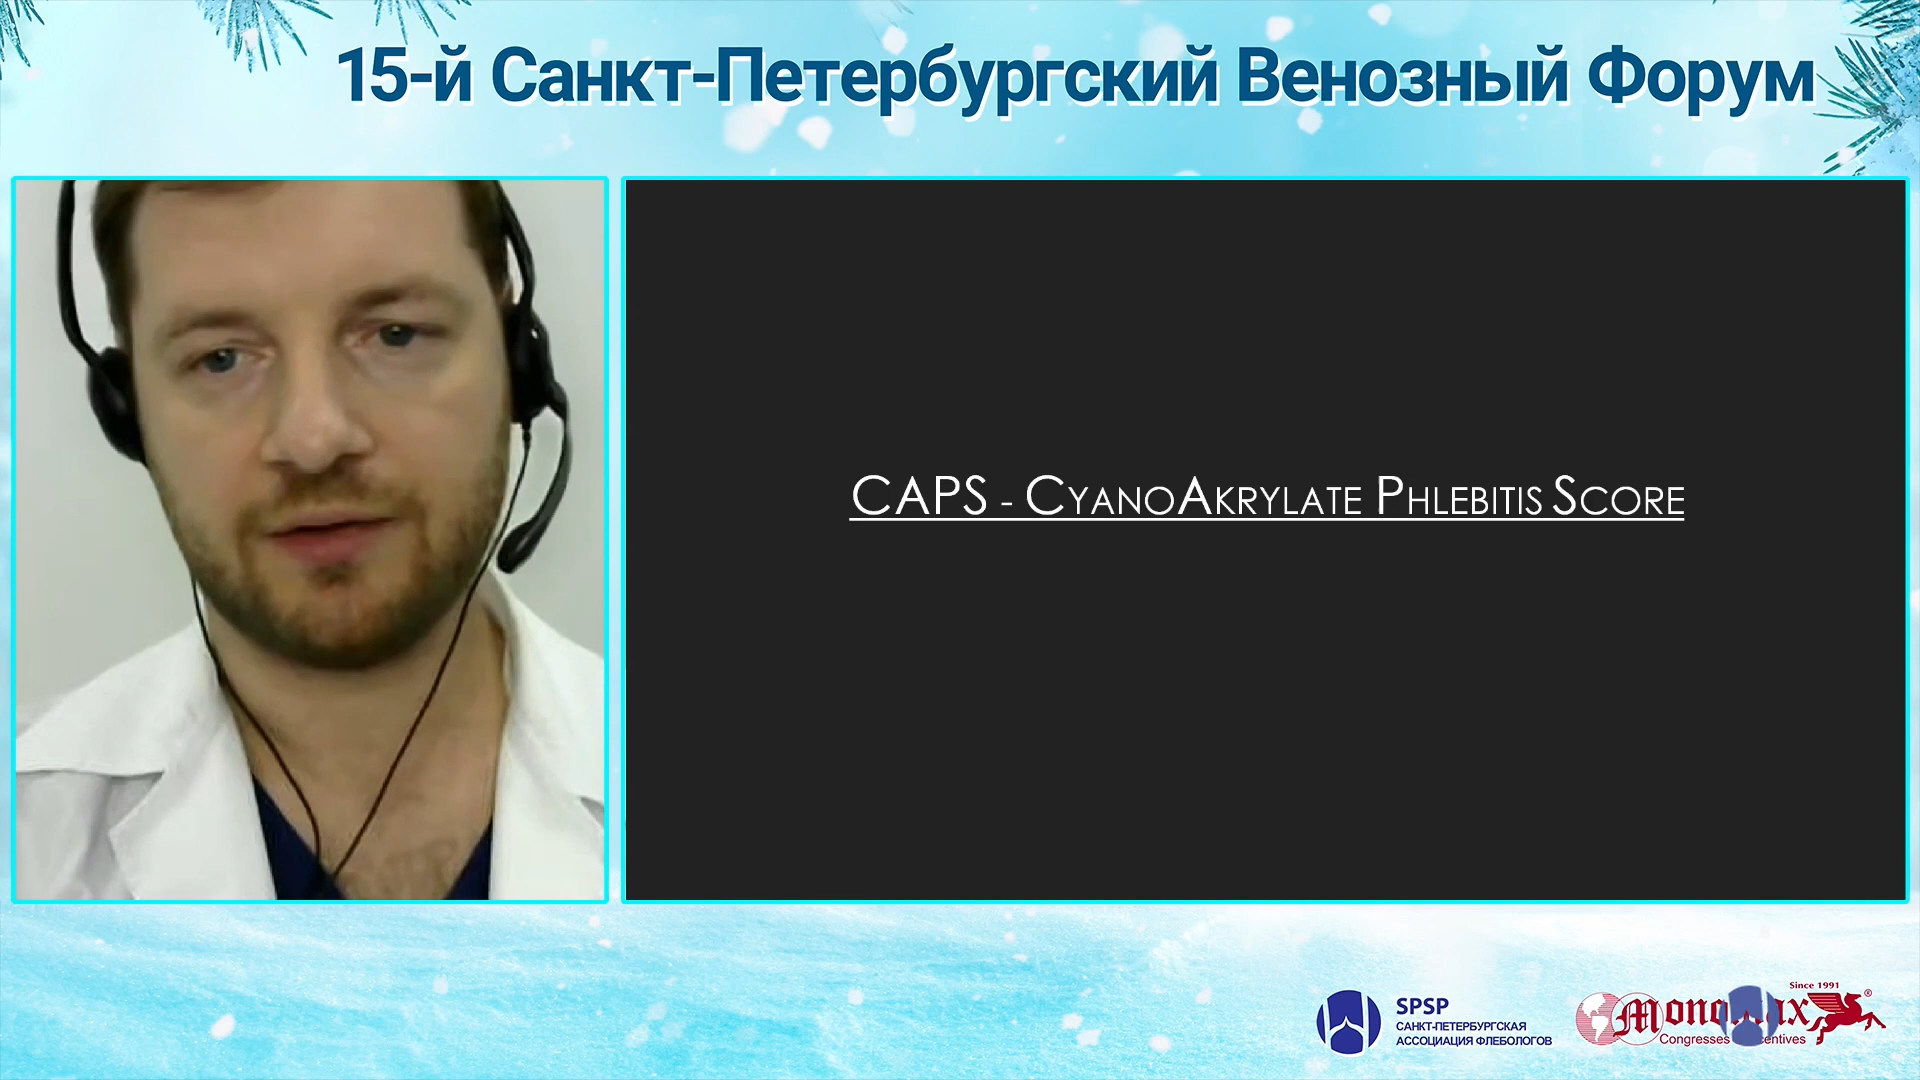 15-й Санкт-Петербургский Венозный Форум
CAPS - CyanoAkrylate Phlebitis Score
SPSP
САНКТ-ПЕТЕРБУРГСКАЯ
АССОЦИАЦИЯ ФЛЕБОЛОГОВ
Since 1991
®
Congresses